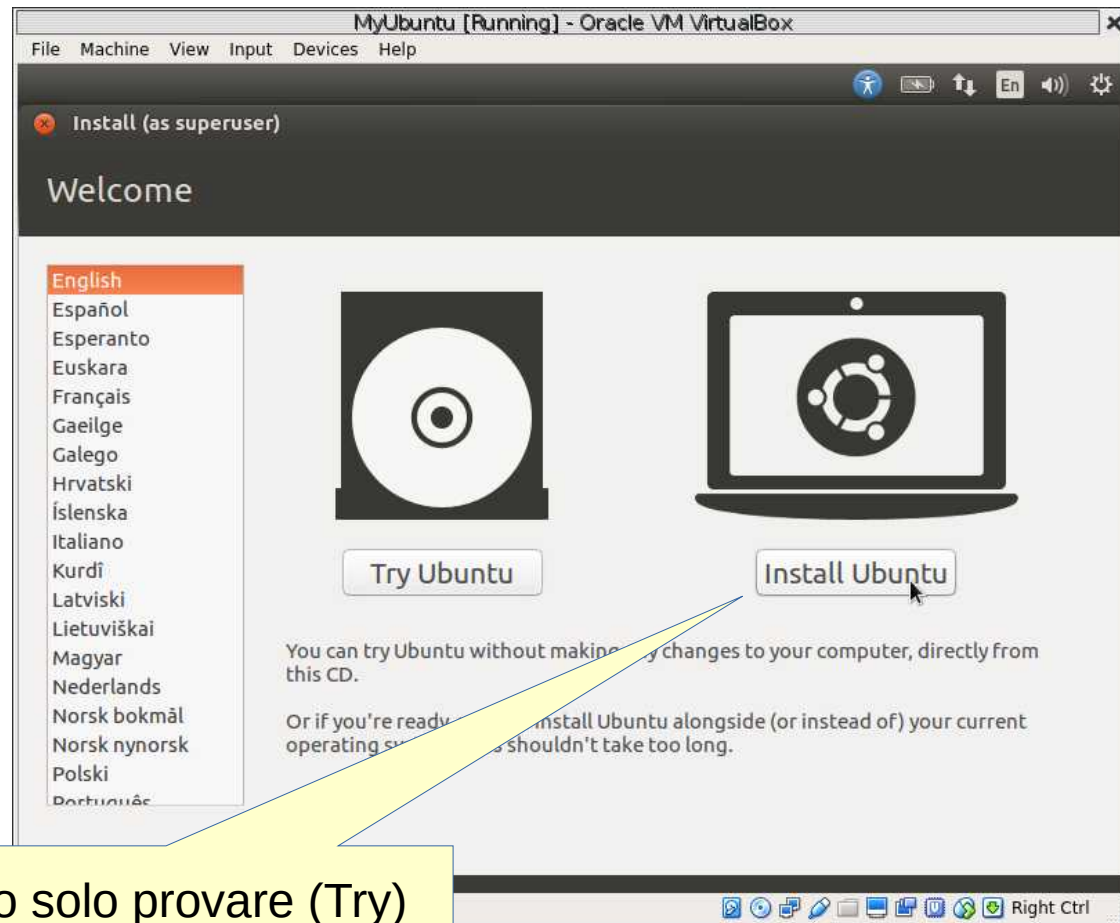 MyUbuntu [Running] - Oracle VM VirtualBox
File Machine View Input Devices Help
En
Install (as superuser)
Welcome
English
Español
Esperanto
Euskara
Français
Gaeilge
Galego
Hrvatski
Íslenska
Italiano
Kurdî
Latviski
Lietuviškai
Magyar
Nederlands
Norsk bokmål
Norsk nynorsk
Polski
Português
Try Ubuntu
Install Ubuntu
You can try Ubuntu without making changes to your computer, directly from
this CD.
Or if you're ready install Ubuntu alongside (or instead of) your current
operating shouldn't take too long.
solo provare (Try)
Right Ctrl